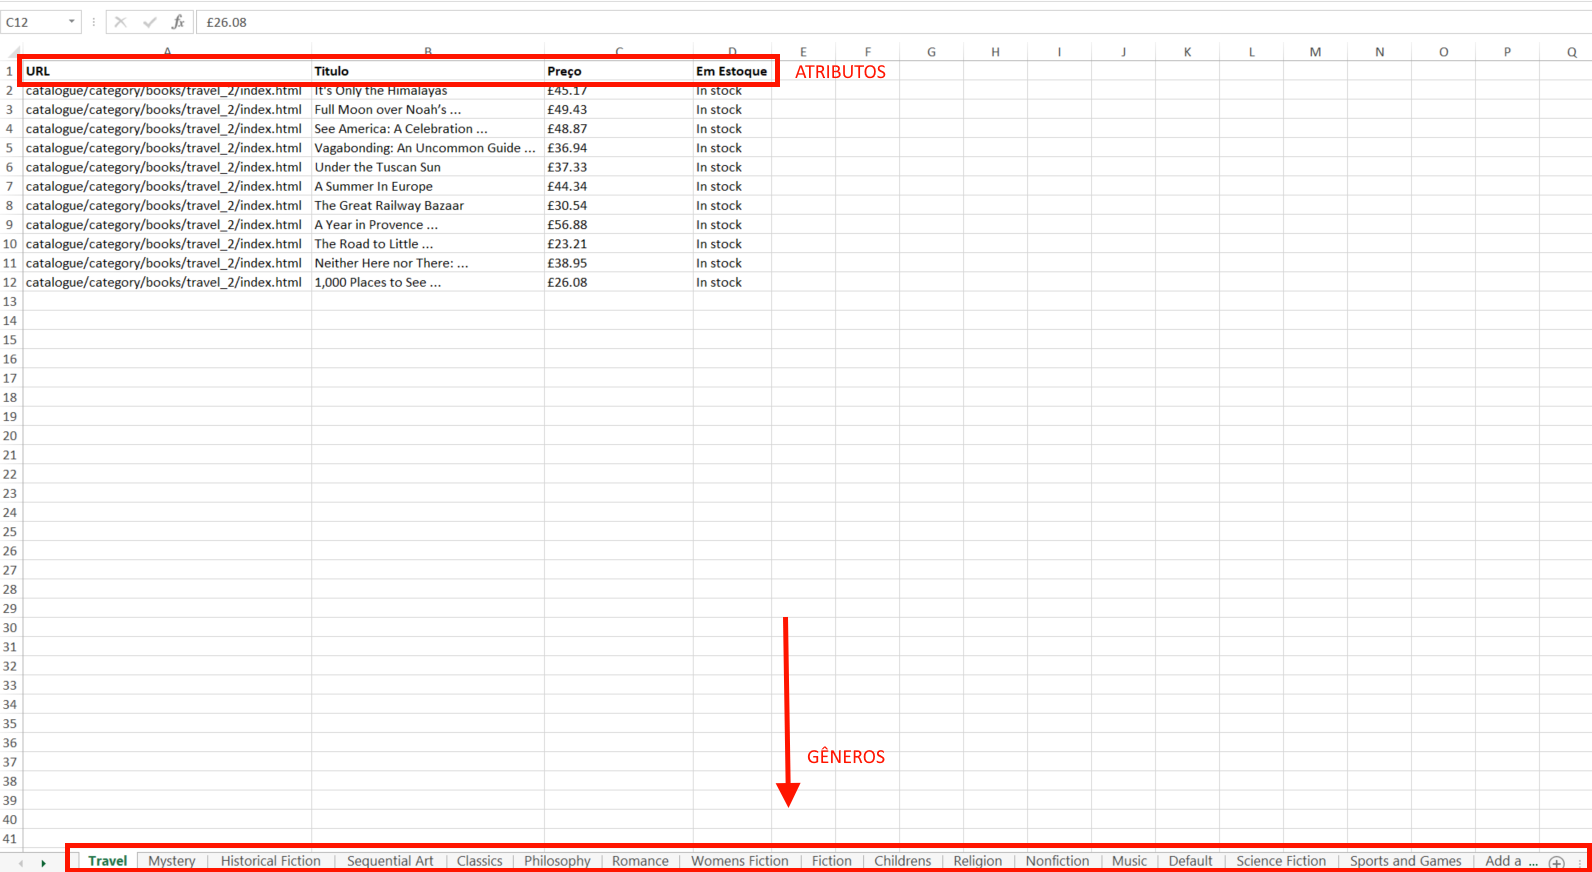 C12 fx £26.08
A B C D E F G H I J K L M N O P Q
1 URL Titulo Preço Em Estoque ATRIBUTOS
2 catalogue/category/books/travel_2/index.html It's Only the Himalayas £45.17 In stock
3 catalogue/category/books/travel_2/index.html Full Moon over Noah’s ... £49.43 In stock
4 catalogue/category/books/travel_2/index.html See America: A Celebration ... £48.87 In stock
5 catalogue/category/books/travel_2/index.html Vagabonding: An Uncommon Guide ... £36.94 In stock
6 catalogue/category/books/travel_2/index.html Under the Tuscan Sun £37.33 In stock
7 catalogue/category/books/travel_2/index.html A Summer In Europe £44.34 In stock
8 catalogue/category/books/travel_2/index.html The Great Railway Bazaar £30.54 In stock
9 catalogue/category/books/travel_2/index.html A Year in Provence ... £56.88 In stock
10 catalogue/category/books/travel_2/index.html The Road to Little ... £23.21 In stock
11 catalogue/category/books/travel_2/index.html Neither Here nor There: ... £38.95 In stock
12 catalogue/category/books/travel_2/index.html 1,000 Places to See ... £26.08 In stock
13
14
15
16
17
18
19
20
21
22
23
24
25
26
27
28
29
30
31
32
33
34
35
36
37 GÊNEROS
38
39
40
41
Travel Mystery Historical Fiction Sequential Art Classics Philosophy Romance Womens Fiction Fiction Childrens Religion Nonfiction Music Default Science Fiction Sports and Games Add a ...